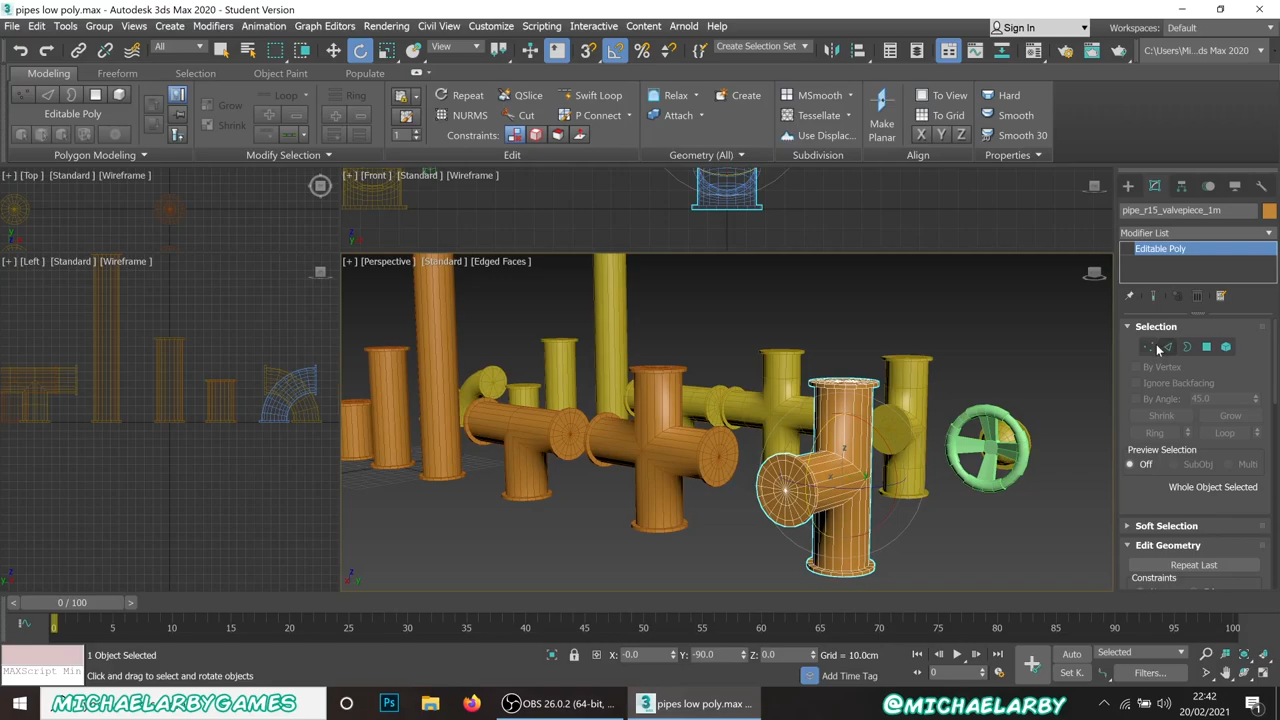 pipes low poly.max - Autodesk 3ds Max 2020 - Student Version
File Edit Tools Group Views Create Modifiers Animation Graph Editors Rendering Civil View Customize Scripting Interactive Content Arnold Help
Sign In
Workspaces: Default
All
View
Create Selection Set
C:\Users\Mi...ds Max 2020
Modeling Freeform Selection Object Paint Populate
Loop Ring Repeat QSlice Swift Loop Relax Create MSmooth To View Hard
Grow
Editable Poly Shrink NURMS Cut P Connect Attach Tessellate Make Planar To Grid Smooth
1 Constraints: Use Displac... X Y Z Smooth 30
Polygon Modeling Modify Selection Edit Geometry (All) Subdivision Align Properties
[+] [Top] [Standard] [Wireframe]
[+] [Front] [Standard] [Wireframe]
[+] [Left] [Standard] [Wireframe]
[+] [Perspective] [Standard] [Edged Faces]
pipe_r15_valvepiece_1m
Modifier List
Editable Poly
Selection
By Vertex
Ignore Backfacing
By Angle: 45.0
Shrink Grow
Ring Loop
Preview Selection
Off SubObj Multi
Whole Object Selected
Soft Selection
Edit Geometry
Repeat Last
Constraints
< 0 / 100 >
0 5 10 15 20 25 30 35 40 45 50 55 60 65 70 75 80 85 90 95 100
1 Object Selected
X: -0.0 Y: -90.0 Z: 0.0 Grid = 10.0cm
Auto Selected
MAXScript Min
Click and drag to select and rotate objects
Add Time Tag
0
Set K. Filters...
MICHAELARBYGAMES
Ps
OBS 26.0.2 (64-bit, ...
pipes low poly.max ...
@MICHAELARBY
22:42
20/02/2021